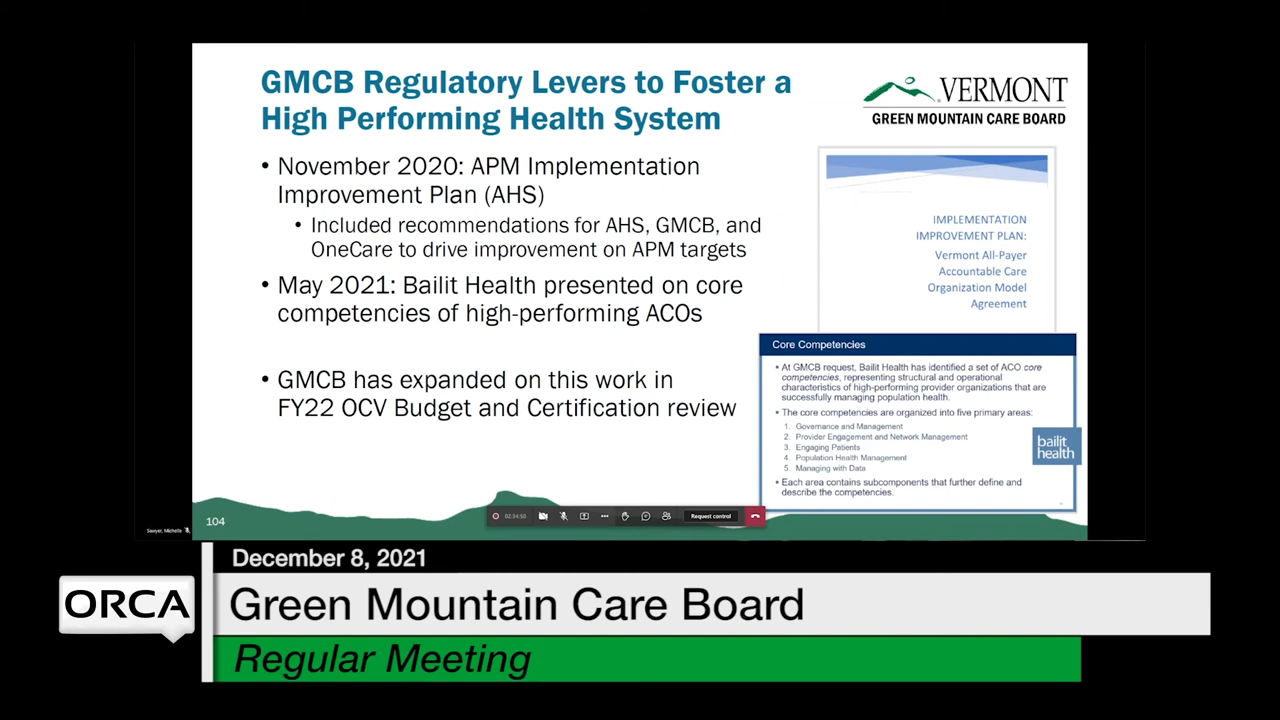 GMCB Regulatory Levers to Foster a
High Performing Health System
VERMONT
GREEN MOUNTAIN CARE BOARD
• November 2020: APM Implementation
Improvement Plan (AHS)
• Included recommendations for AHS, GMCB, and
OneCare to drive improvement on APM targets
• May 2021: Bailit Health presented on core
competencies of high-performing ACOs
• GMCB has expanded on this work in
FY22 OCV Budget and Certification review
IMPLEMENTATION
IMPROVEMENT PLAN:
Vermont All-Payer
Accountable Care
Organization Model
Agreement
Core Competencies
• At GMCB request, Bailit Health has identified a set of ACO core
competencies, representing structural and operational
characteristics of high-performing provider organizations that are
successfully managing population health.
• The core competencies are organized into five primary areas:
1. Governance and Management
2. Provider Engagement and Network Management
3. Engaging Patients
4. Population Health Management
5. Managing with Data
• Each area contains subcomponents that further define and
describe the competencies.
bailit
health
104
Sawyer, Michelle
02:34:50
Request control
December 8, 2021
ORCA
Green Mountain Care Board
Regular Meeting